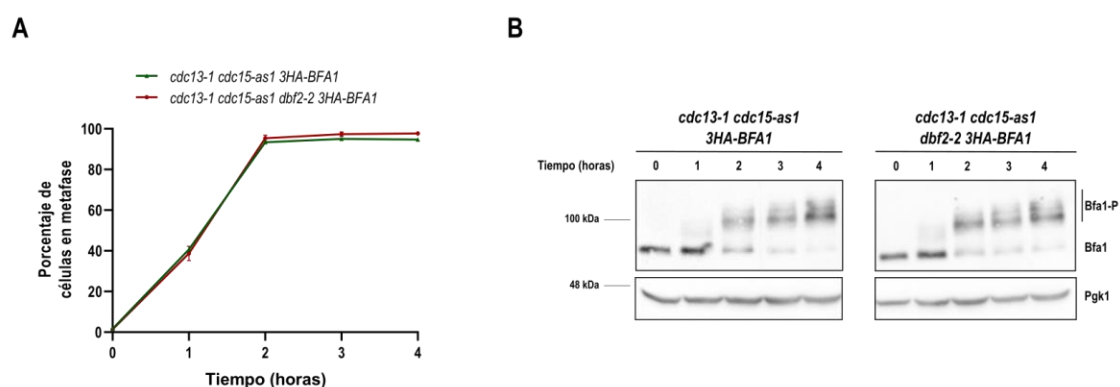 A
cdc13-1 cdc15-as1 3HA-BFA1
cdc13-1 cdc15-as1 dbf2-2 3HA-BFA1
Porcentaje de
células en metafase
100
80
60
40
20
0
0 1 2 3 4
Tiempo (horas)
B
cdc13-1 cdc15-as1
3HA-BFA1
cdc13-1 cdc15-as1
dbf2-2 3HA-BFA1
Tiempo (horas) 0 1 2 3 4 0 1 2 3 4
100 kDa
48 kDa
Bfa1-P
Bfa1
Pgk1